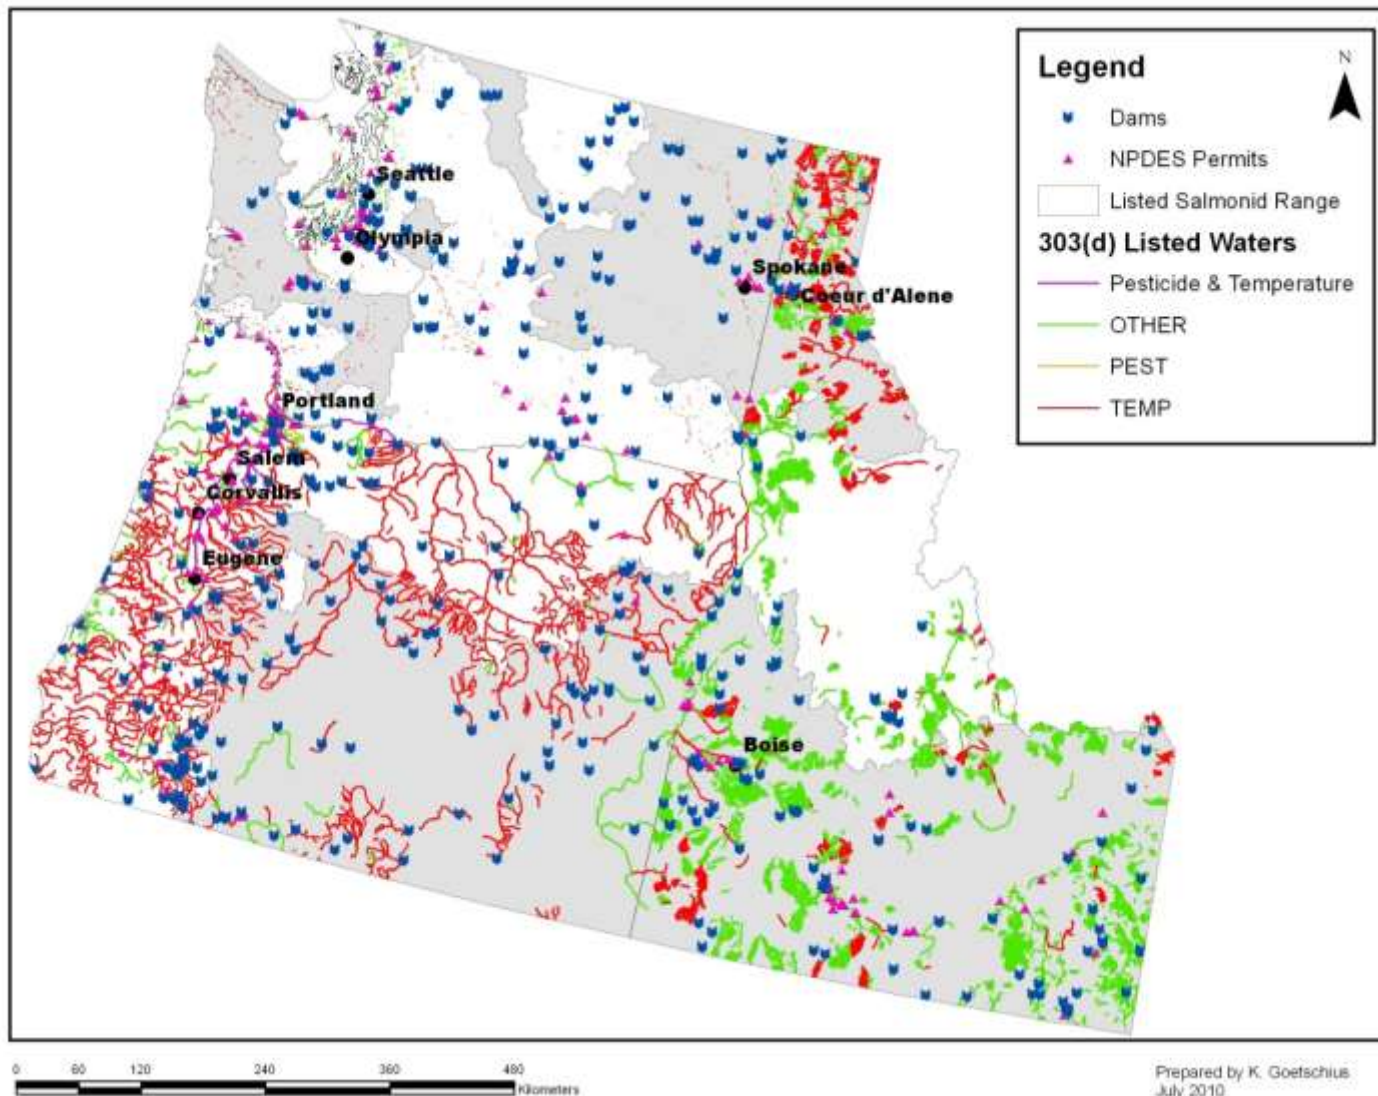 Legend
N
Dams
NPDES Permits
Listed Salmonid Range
303(d) Listed Waters
Pesticide & Temperature
OTHER
PEST
TEMP
Seattle
Olympia
Spokane
Coeur d'Alene
Portland
Salem
Corvallis
Eugene
Boise
0 60 120 240 360 480
Kilometers
Prepared by K. Goetschius
July 2010